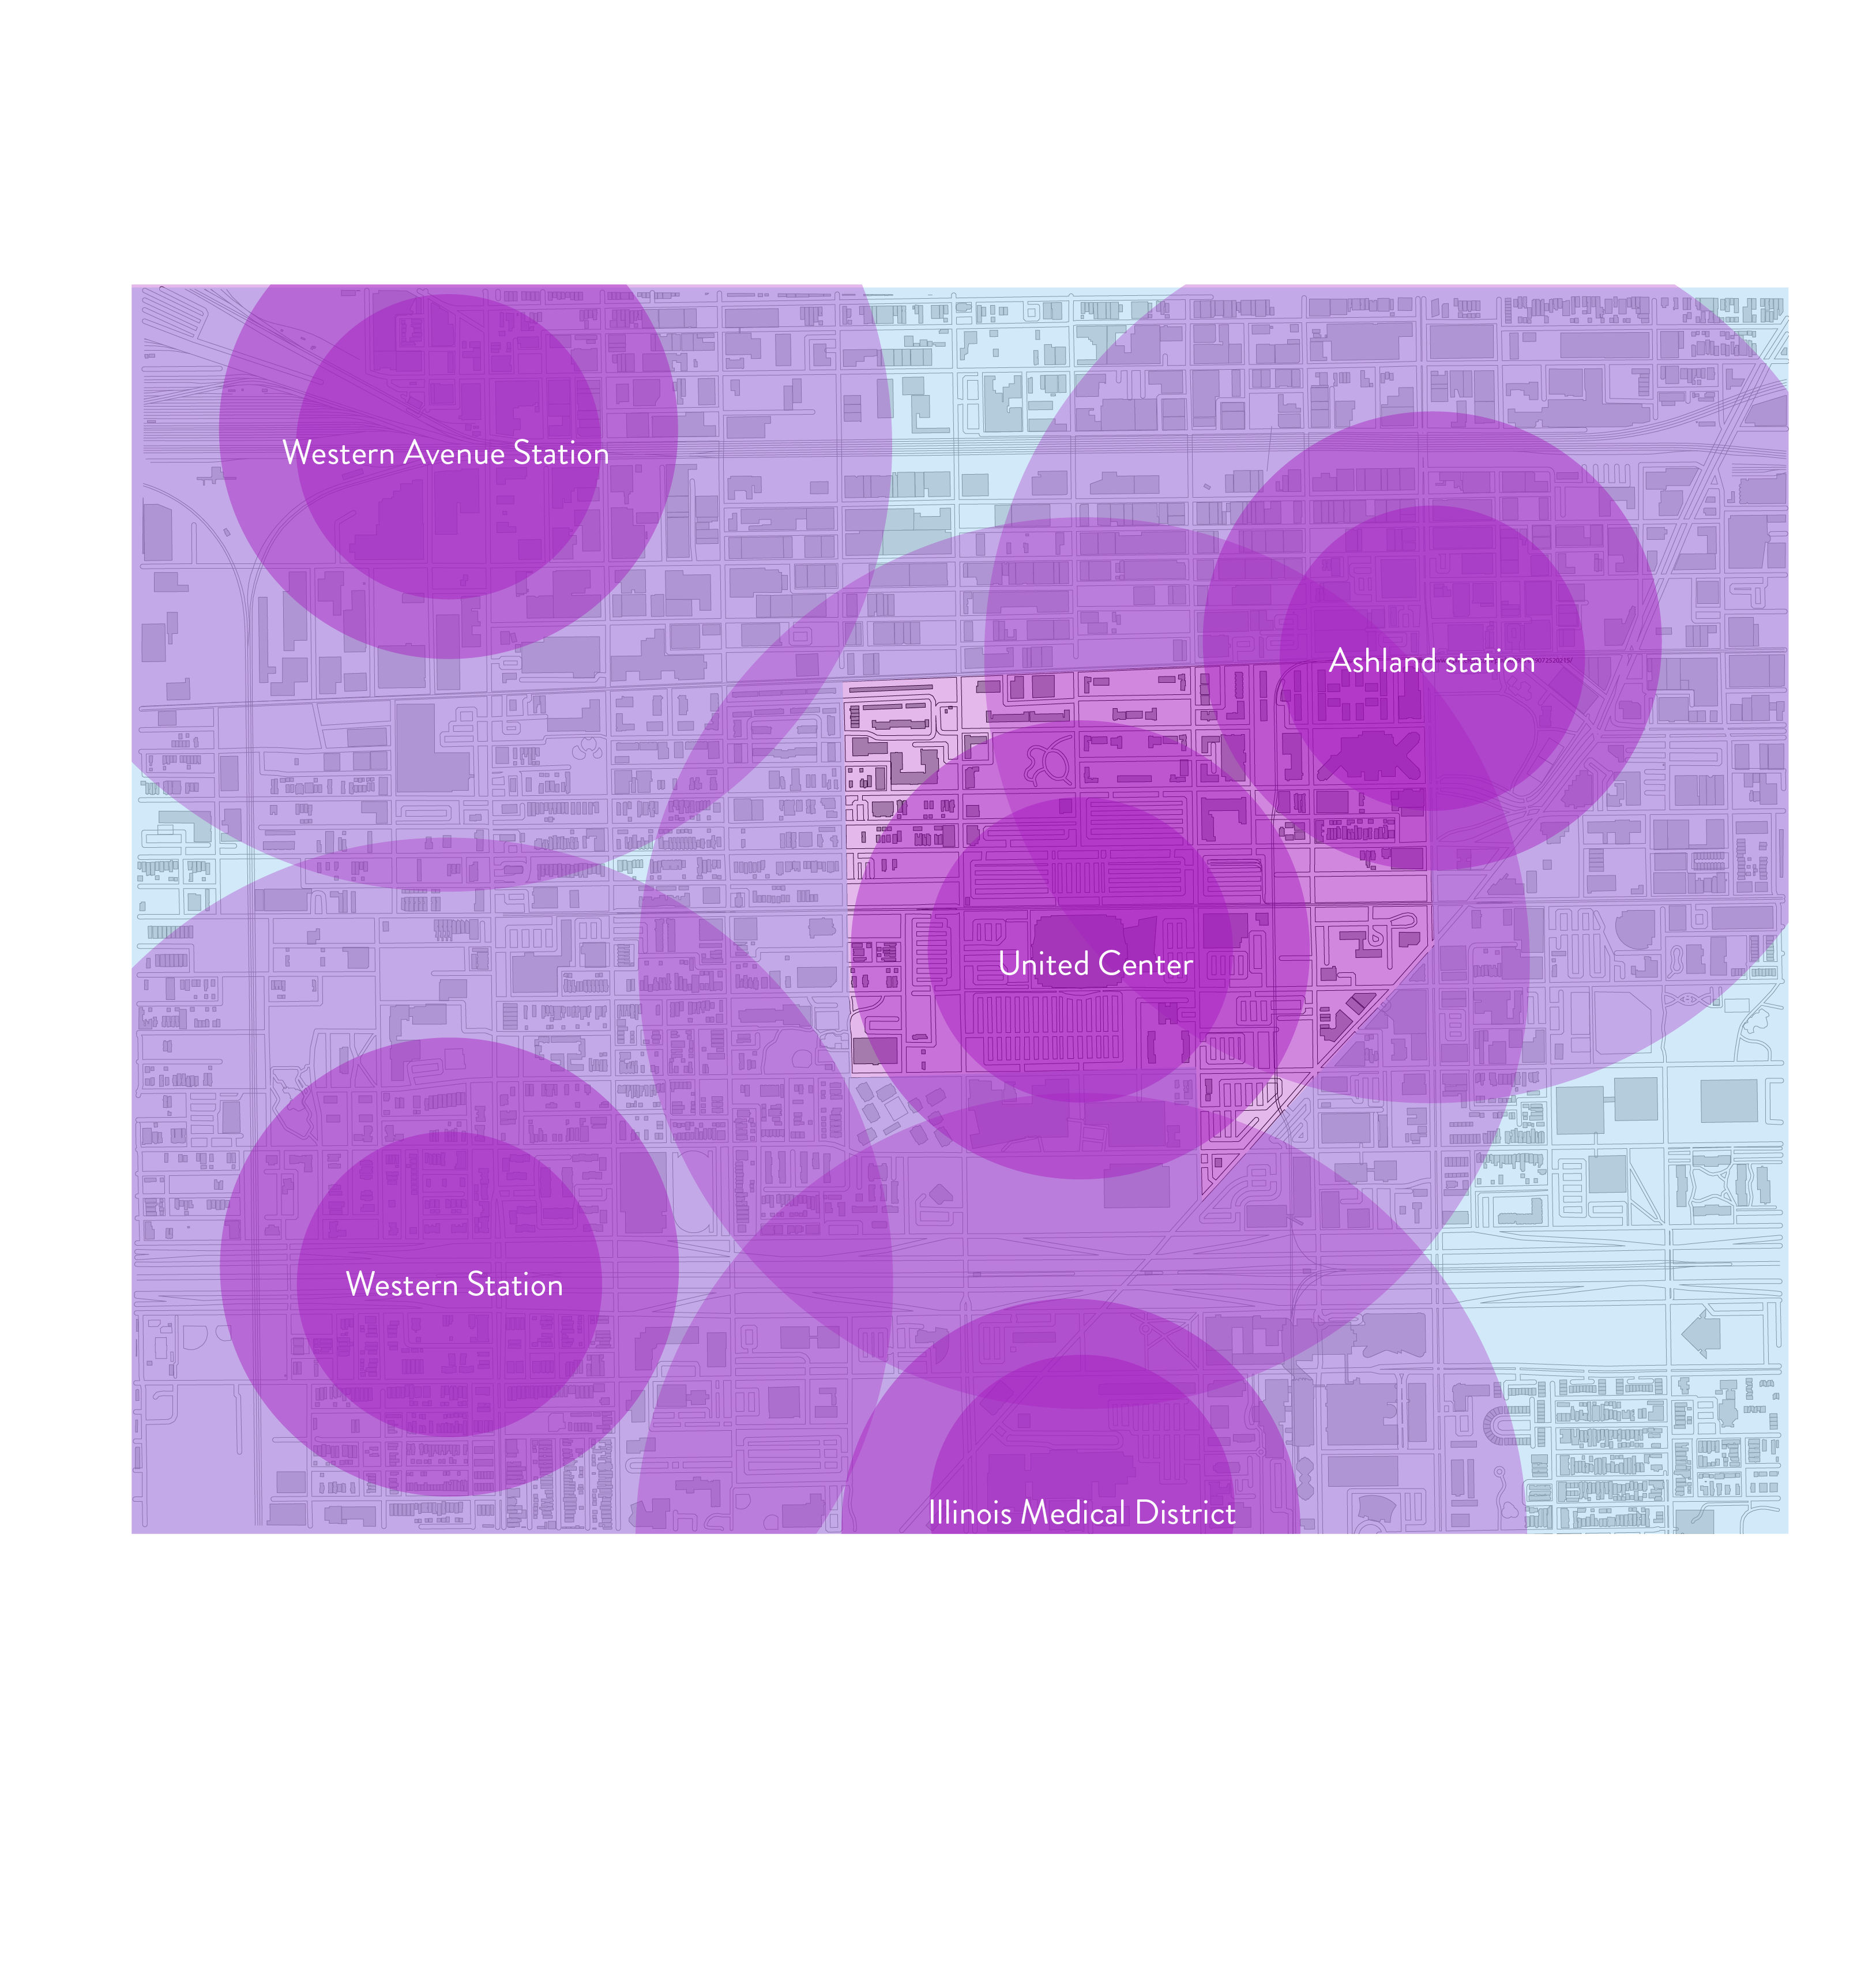 Western Avenue Station
Ashland station
United Center
Western Station
Illinois Medical District